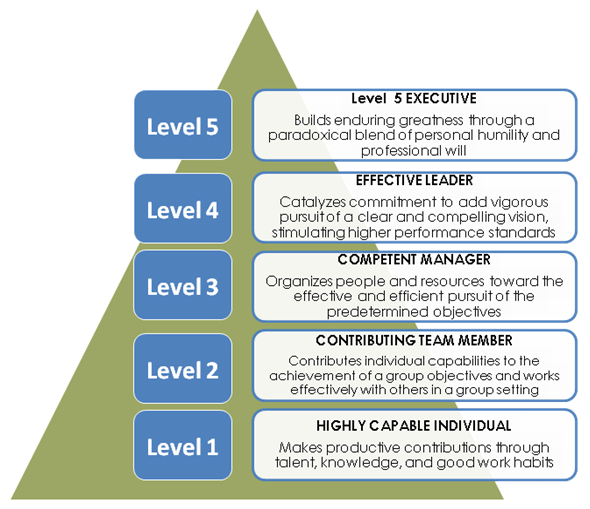 Level 5
Level 5 EXECUTIVE
Builds enduring greatness through a
paradoxical blend of personal humility and
professional will
Level 4
EFFECTIVE LEADER
Catalyzes commitment to add vigorous
pursuit of a clear and compelling vision,
stimulating higher performance standards
Level 3
COMPETENT MANAGER
Organizes people and resources toward the
effective and efficient pursuit of the
predetermined objectives
Level 2
CONTRIBUTING TEAM MEMBER
Contributes individual capabilities to the
achievement of a group objectives and works
effectively with others in a group setting
Level 1
HIGHLY CAPABLE INDIVIDUAL
Makes productive contributions through
talent, knowledge, and good work habits